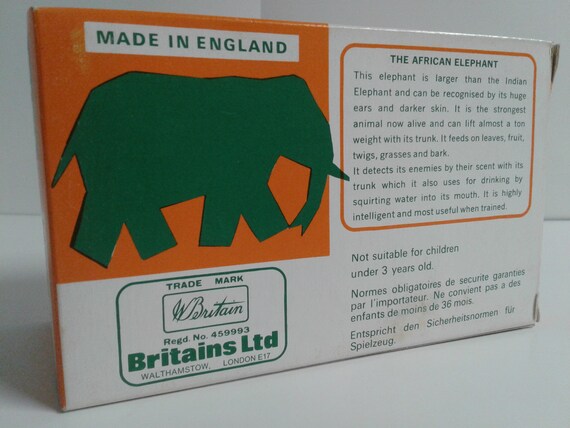 MADE IN ENGLAND
THE AFRICAN ELEPHANT
This elephant is larger than the Indian
Elephant and can be recognised by its huge
ears and darker skin. It is the strongest
animal now alive and can lift almost a ton
weight with its trunk. It feeds on leaves, fruit,
twigs, grasses and bark.
It detects its enemies by their scent with its
trunk which it also uses for drinking by
squirting water into its mouth. It is highly
intelligent and most useful when trained.
Not suitable for children
under 3 years old.
Normes obligatoires de securite garanties
par l'importateur. Ne convient pas a des
enfants de moins de 36 mois.
Entspricht den Sicherheitsnormen für
Spielzeug.
TRADE MARK
W Britain
Regd. No. 459993
Britains Ltd
WALTHAMSTOW, LONDON E17